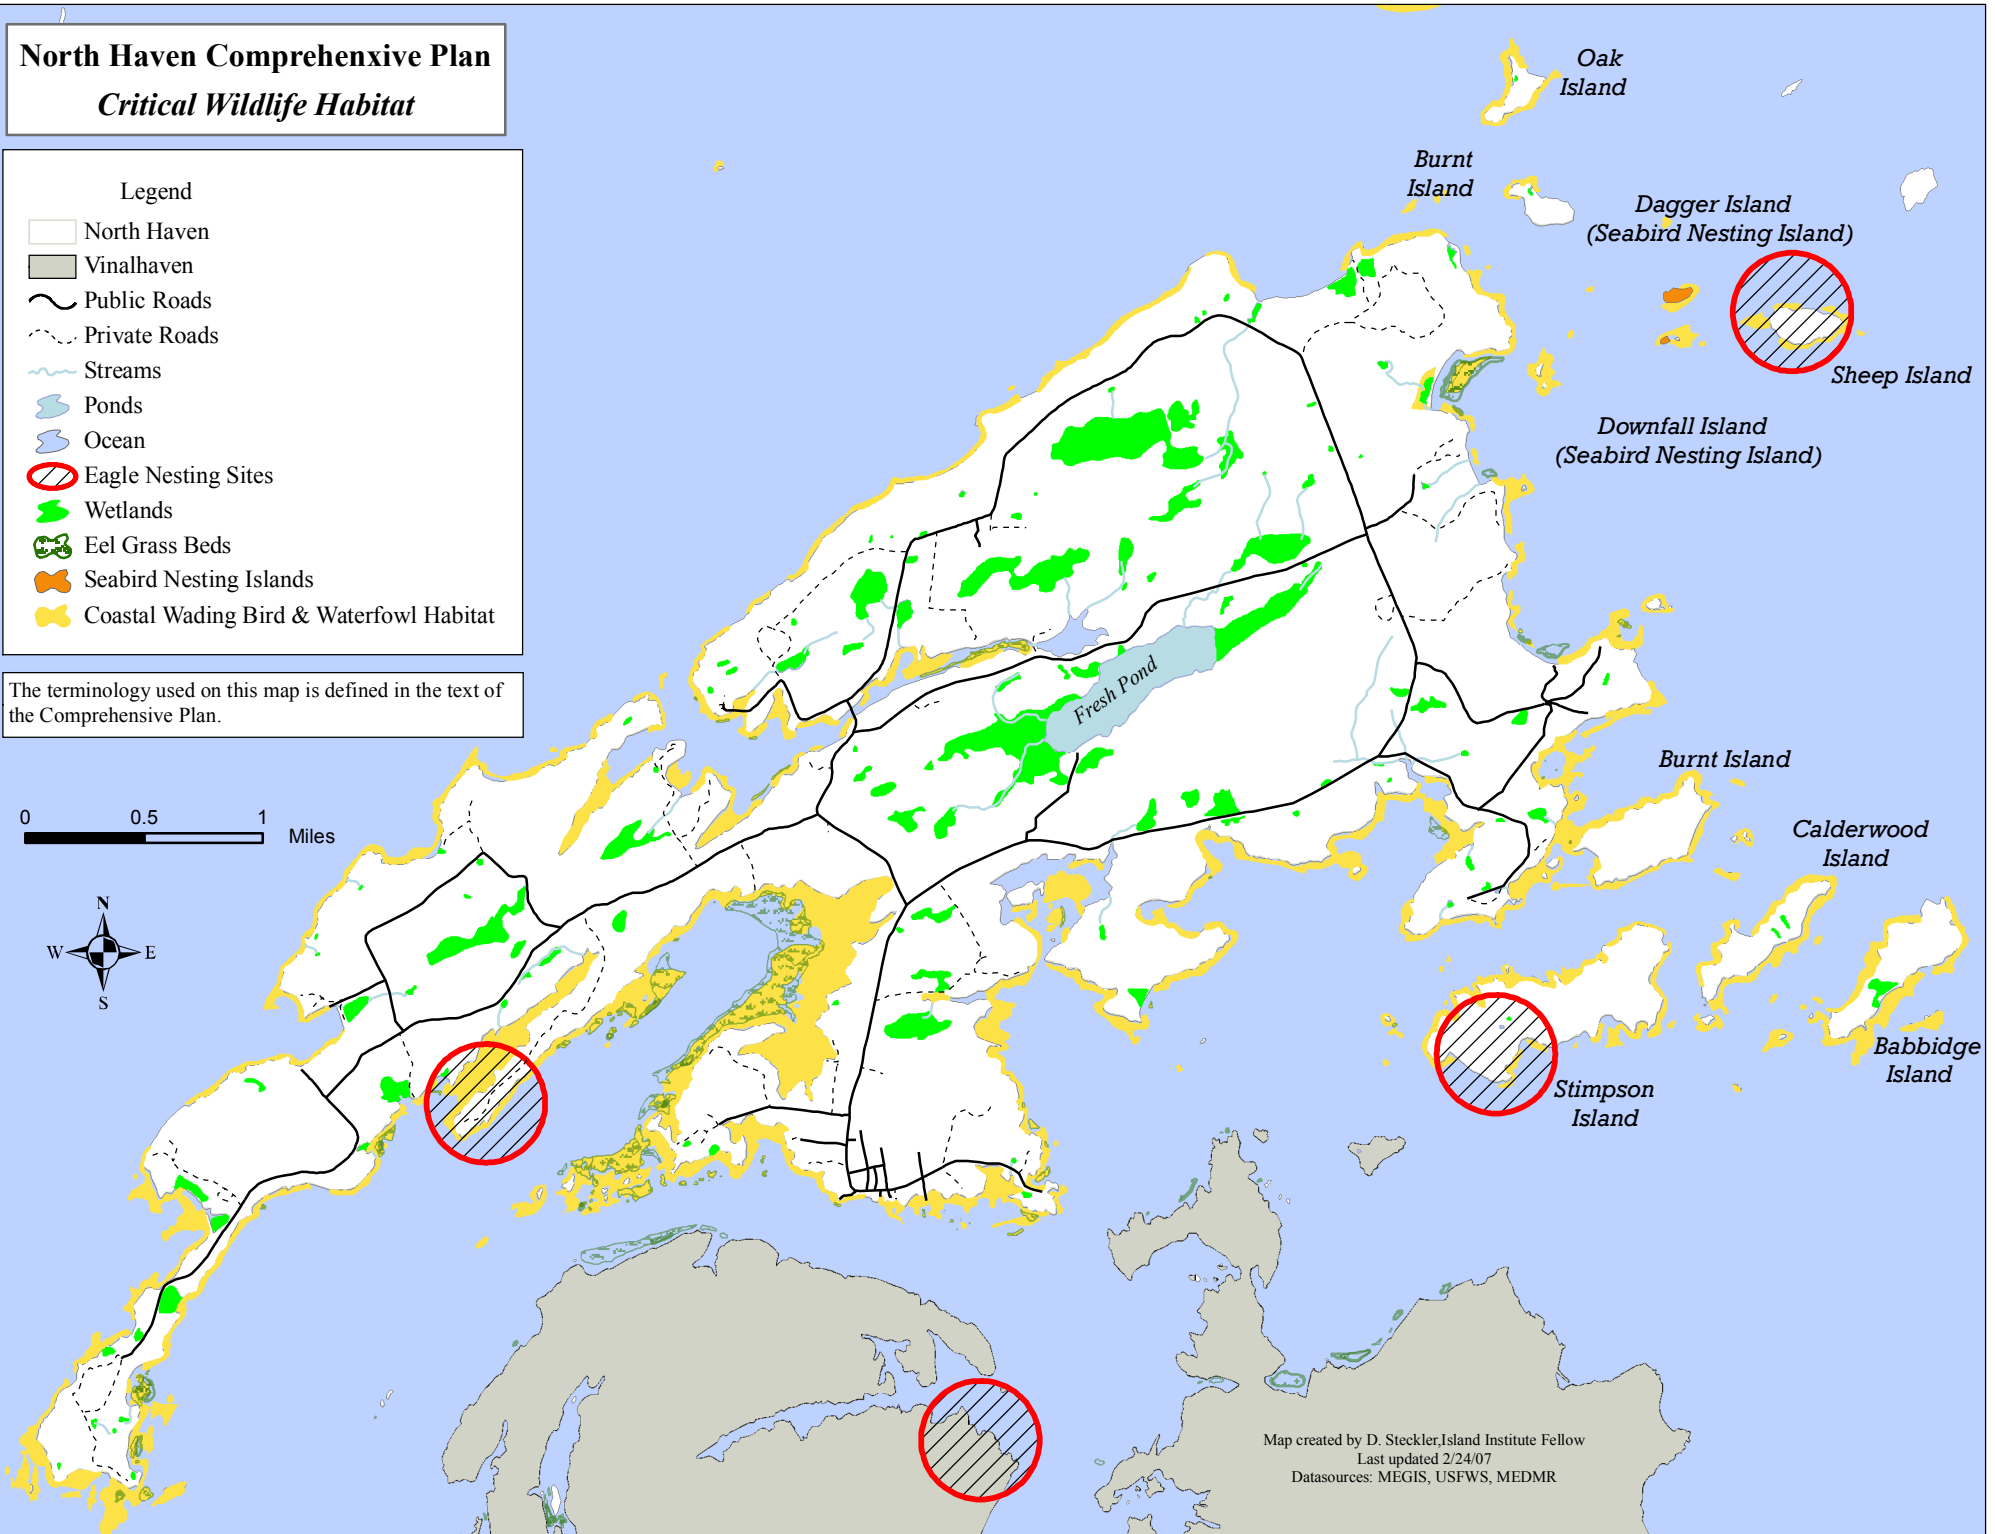 North Haven Comprehenxive Plan
Critical Wildlife Habitat
Legend
North Haven
Vinalhaven
Public Roads
Private Roads
Streams
Ponds
Ocean
Eagle Nesting Sites
Wetlands
Eel Grass Beds
Seabird Nesting Islands
Coastal Wading Bird & Waterfowl Habitat
The terminology used on this map is defined in the text of
the Comprehensive Plan.
0 0.5 1
Miles
N
W E
S
Oak
Island
Burnt
Island
Dagger Island
(Seabird Nesting Island)
Sheep Island
Downfall Island
(Seabird Nesting Island)
Fresh Pond
Burnt Island
Calderwood
Island
Babbidge
Island
Stimpson
Island
Map created by D. Steckler,Island Institute Fellow
Last updated 2/24/07
Datasources: MEGIS, USFWS, MEDMR